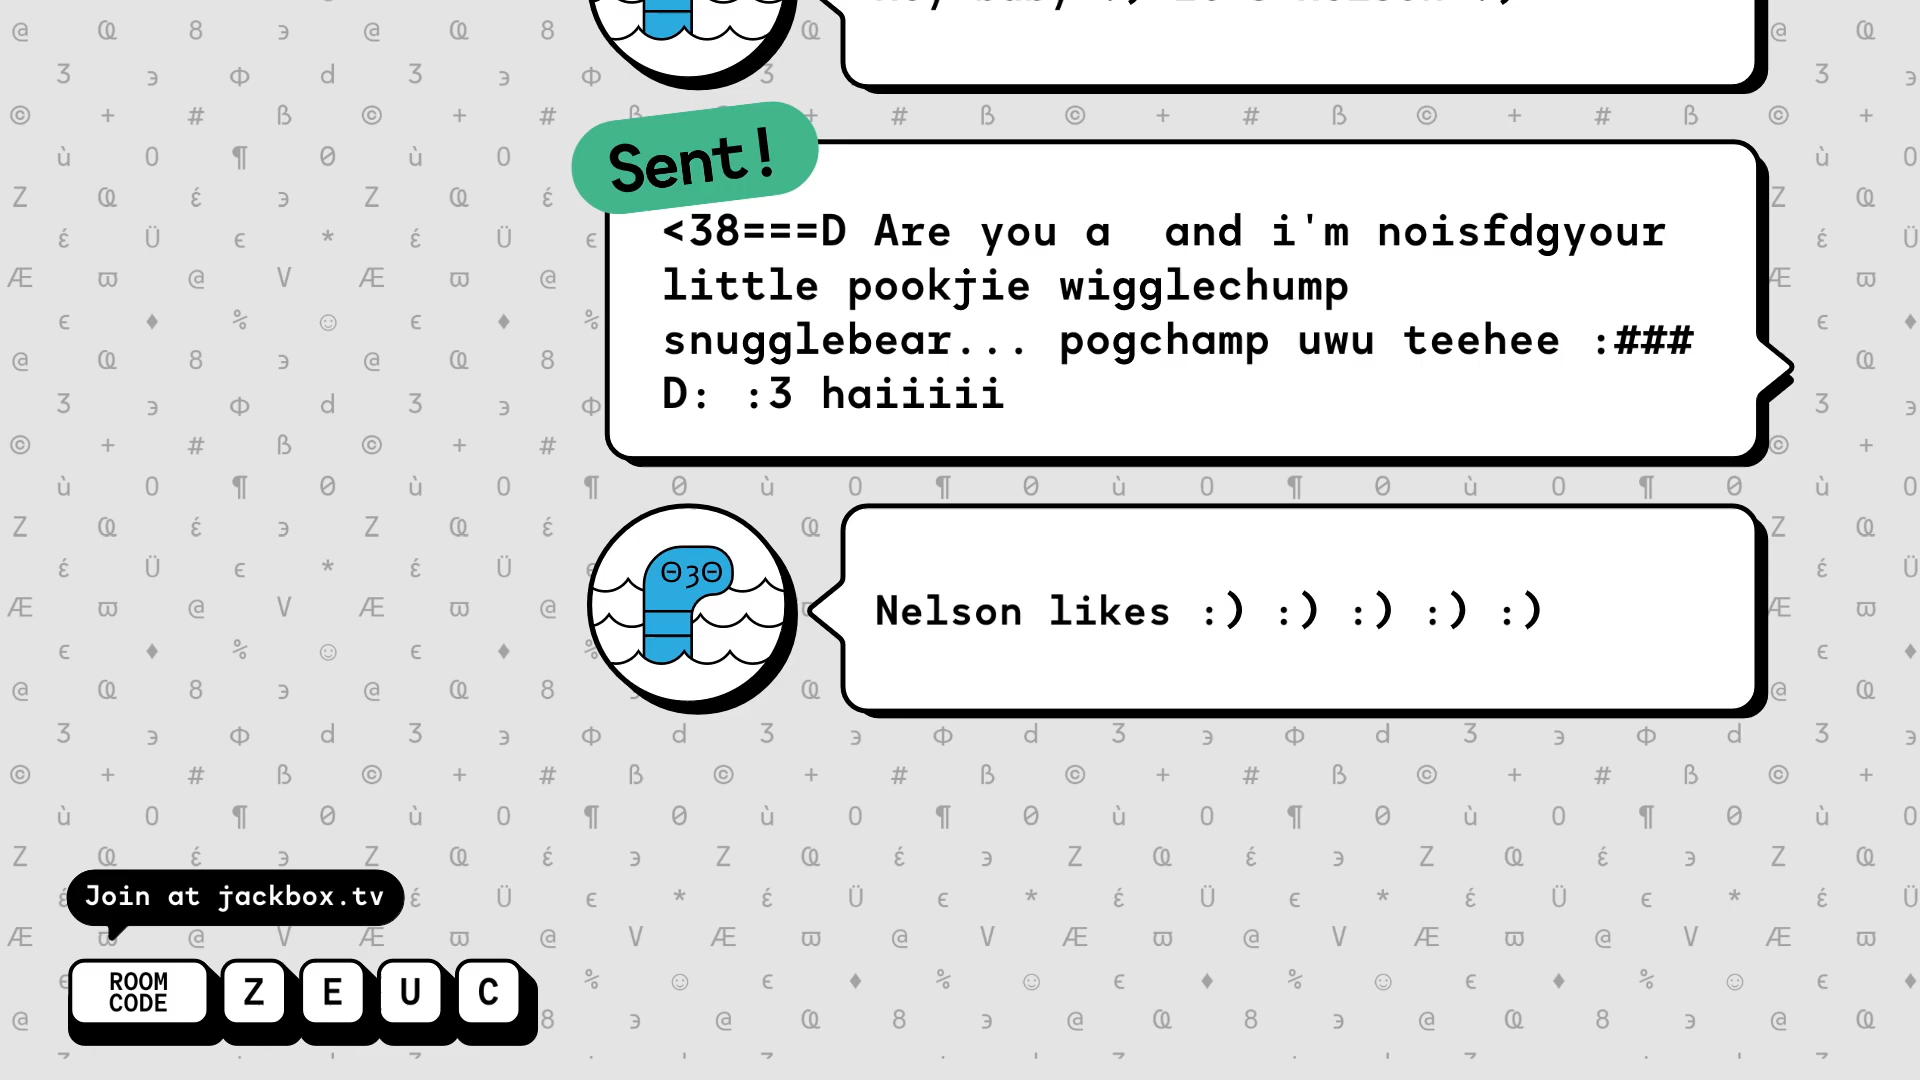 Sent!
<38===D Are you a  and i'm noisfdgyour
little pookjie wigglechump
snugglebear... pogchamp uwu teehee :###
D: :3 haiiiii
Nelson likes :) :) :) :) :)
Join at jackbox.tv
ROOM
CODE
Z E U C